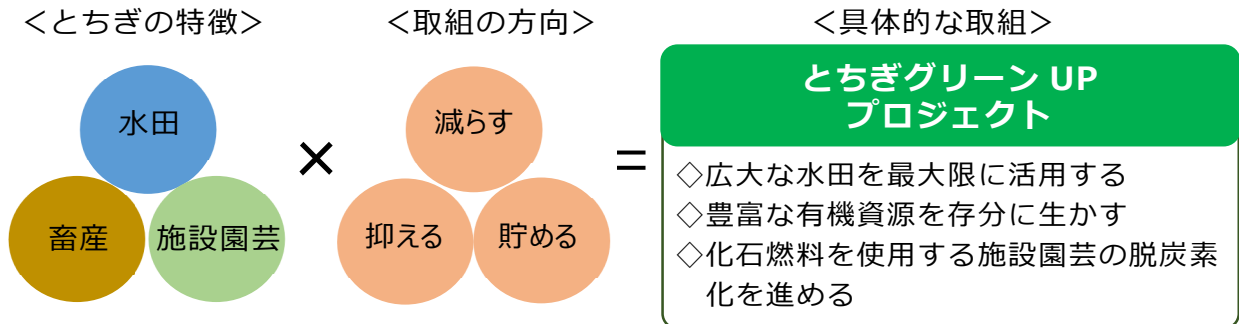 ＜とちぎの特徴＞
水田
畜産
施設園芸
×
＜取組の方向＞
減らす
抑える
貯める
＝
＜具体的な取組＞
とちぎグリーン UP
プロジェクト
◇広大な水田を最大限に活用する
◇豊富な有機資源を存分に生かす
◇化石燃料を使用する施設園芸の脱炭素
化を進める